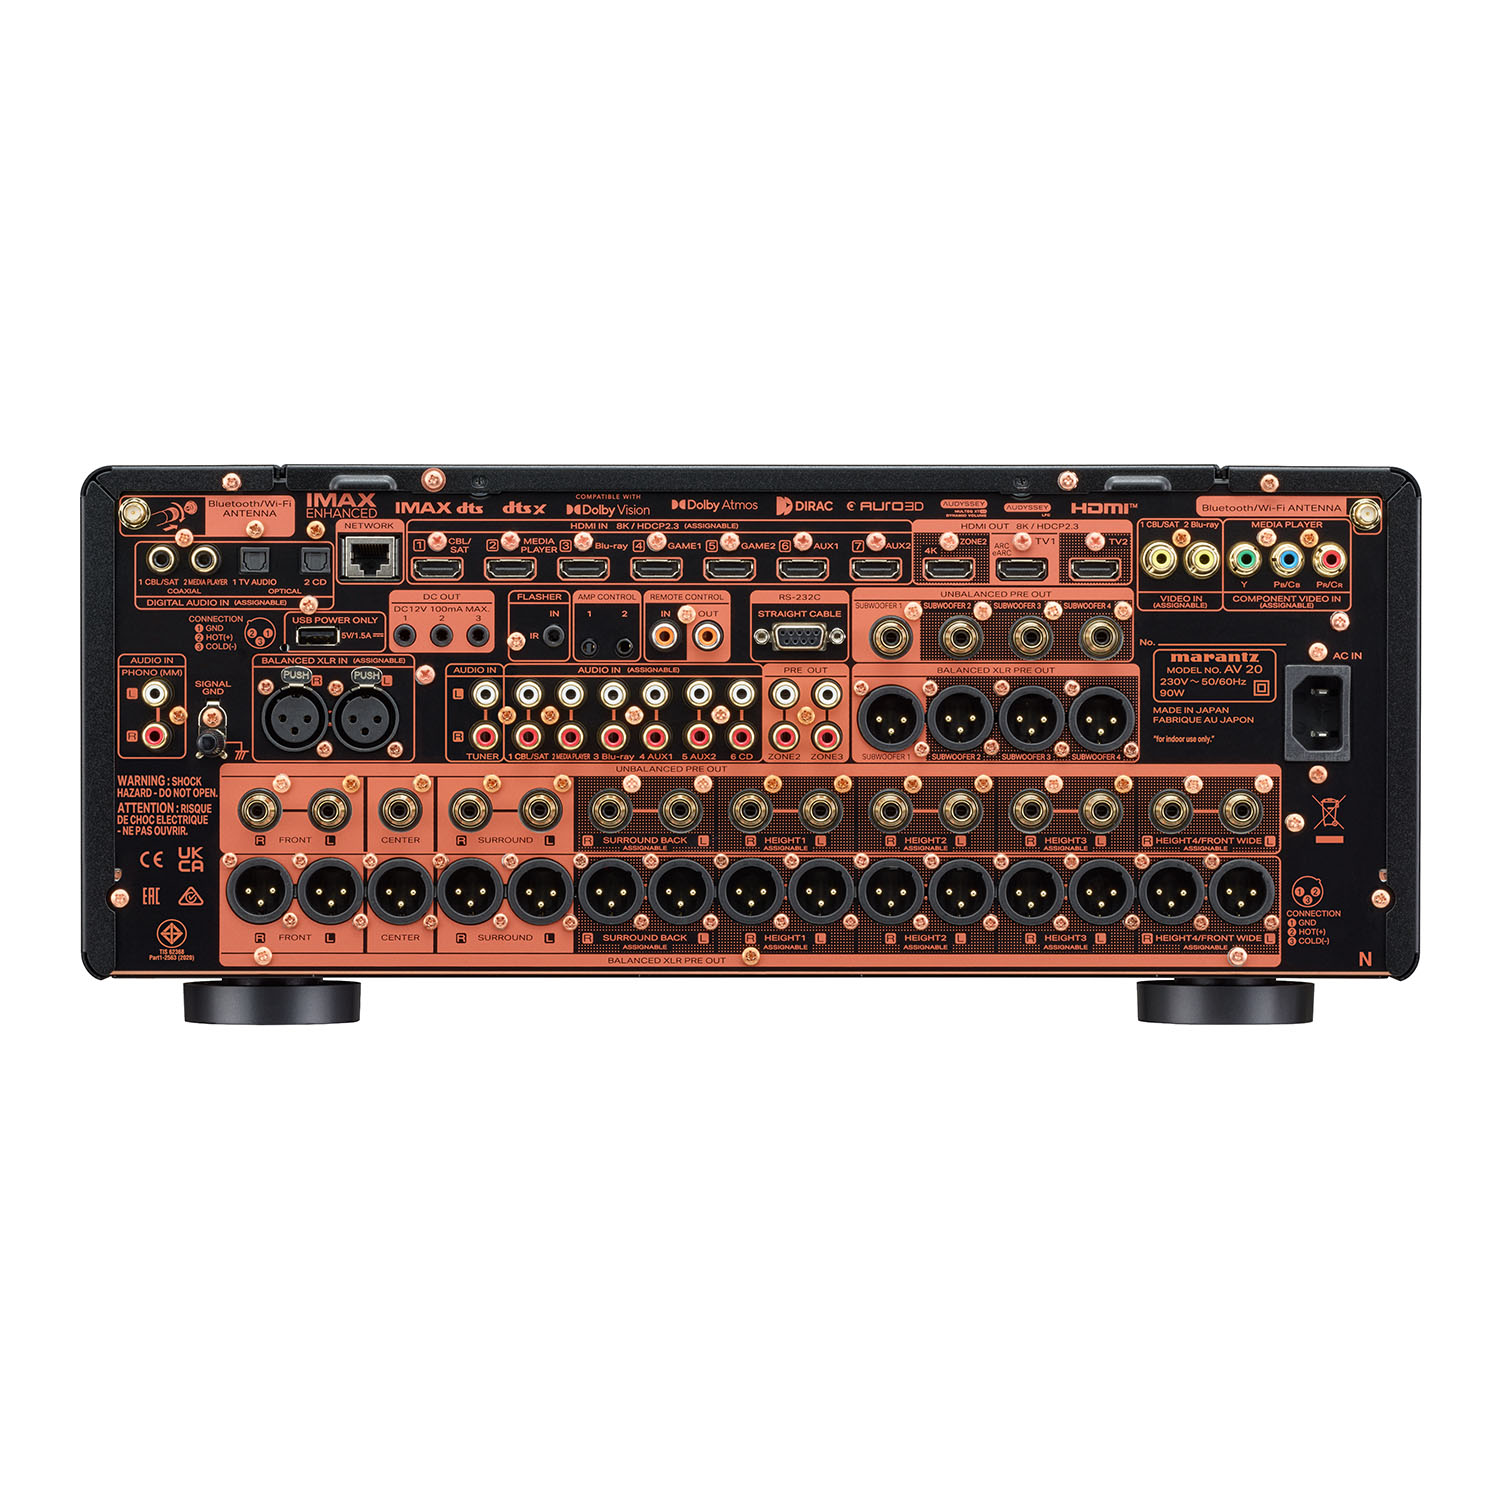 Bluetooth/Wi-Fi
ANTENNA
IMAX
ENHANCED
IMAX dts
dts X
COMPATIBLE WITH
Dolby Vision
Dolby Atmos
DIRAC
AURO3D
AUDYSSEY
AUDYSSEY
HDMI™
Bluetooth/Wi-Fi ANTENNA
NETWORK
HDMI IN 8K / HDCP2.3 (ASSIGNABLE)
1 CBL/SAT
2 MEDIA PLAYER
3 Blu-ray
4 GAME1
5 GAME2
6 AUX1
7 AUX2
HDMI OUT 8K / HDCP2.3
4K ZONE2
ARC
eARC
TV1
TV2
1 CBL/SAT 2 Blu-ray
VIDEO IN
(ASSIGNABLE)
MEDIA PLAYER
Y PB/CB PR/CR
COMPONENT VIDEO IN
(ASSIGNABLE)
1 CBL/SAT 2 MEDIA PLAYER 1 TV AUDIO 2 CD
COAXIAL OPTICAL
DIGITAL AUDIO IN (ASSIGNABLE)
CONNECTION
1 GND
2 HOT(+)
3 COLD(-)
2 1
3
USB POWER ONLY
5V/1.5A
DC OUT
DC12V 100mA MAX.
1 2 3
FLASHER
IN
IR
AMP CONTROL
1 2
REMOTE CONTROL
IN OUT
RS-232C
STRAIGHT CABLE
UNBALANCED PRE OUT
SUBWOOFER 1 SUBWOOFER 2 SUBWOOFER 3 SUBWOOFER 4
AUDIO IN
PHONO (MM)
L
R
SIGNAL
GND
BALANCED XLR IN (ASSIGNABLE)
PUSH R PUSH L
AUDIO IN
L
R
TUNER
AUDIO IN (ASSIGNABLE)
1 CBL/SAT 2 MEDIA PLAYER 3 Blu-ray 4 AUX1 5 AUX2 6 CD
PRE OUT
ZONE2 ZONE3
BALANCED XLR PRE OUT
SUBWOOFER 1 SUBWOOFER 2 SUBWOOFER 3 SUBWOOFER 4
No.
marantz
MODEL NO. AV 20
230V ～ 50/60Hz
90W
MADE IN JAPAN
FABRIQUE AU JAPON
"for indoor use only."
AC IN
WARNING : SHOCK
HAZARD - DO NOT OPEN.
ATTENTION : RISQUE
DE CHOC ELECTRIQUE
- NE PAS OUVRIR.
CE UK
CA
EAC
TIS 62368
Part1-2563 (2020)
UNBALANCED PRE OUT
R FRONT L
CENTER
R SURROUND L
R SURROUND BACK L
ASSIGNABLE
R HEIGHT1 L
ASSIGNABLE
R HEIGHT2 L
ASSIGNABLE
R HEIGHT3 L
ASSIGNABLE
R HEIGHT4/FRONT WIDE L
ASSIGNABLE
R FRONT L
CENTER
R SURROUND L
R SURROUND BACK L
ASSIGNABLE
R HEIGHT1 L
ASSIGNABLE
R HEIGHT2 L
ASSIGNABLE
R HEIGHT3 L
ASSIGNABLE
R HEIGHT4/FRONT WIDE L
ASSIGNABLE
BALANCED XLR PRE OUT
1 2
3
CONNECTION
1 GND
2 HOT(+)
3 COLD(-)
N